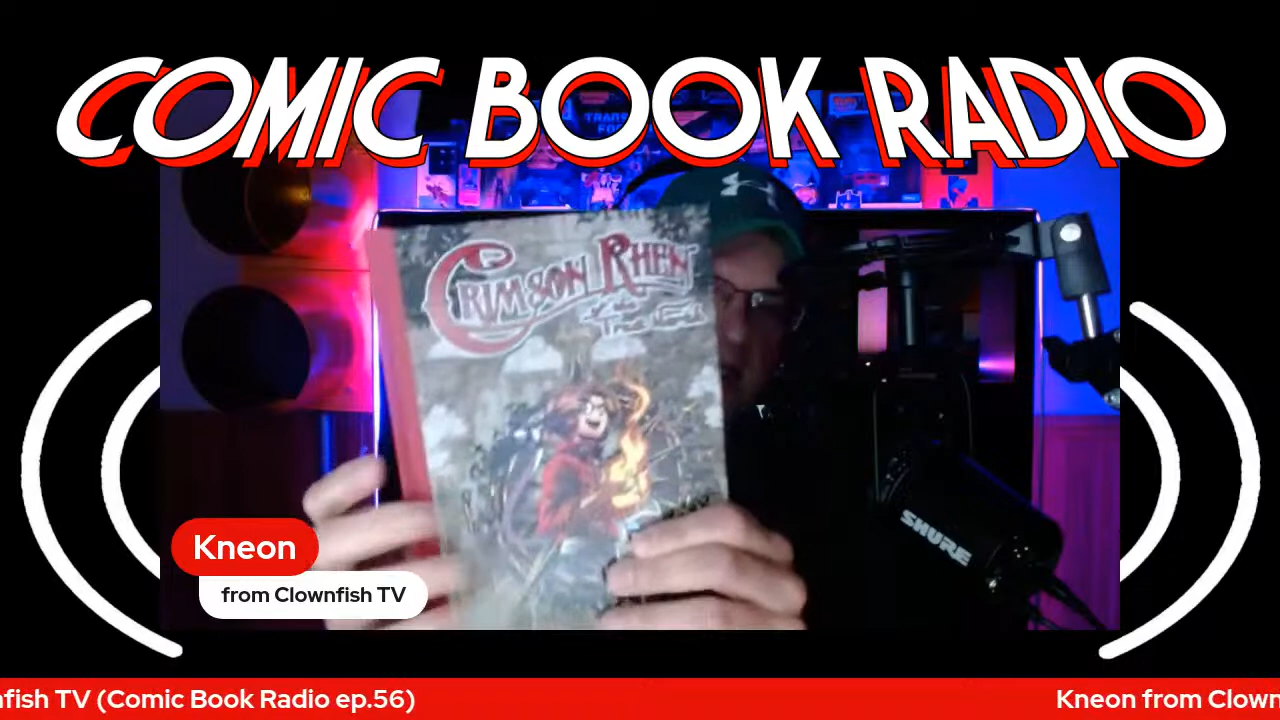 COMIC BOOK RADIO
TRANS
CRIMSON RHEN
SHURE
Kneon
from Clownfish TV
nfish TV (Comic Book Radio ep.56)
Kneon from Clown